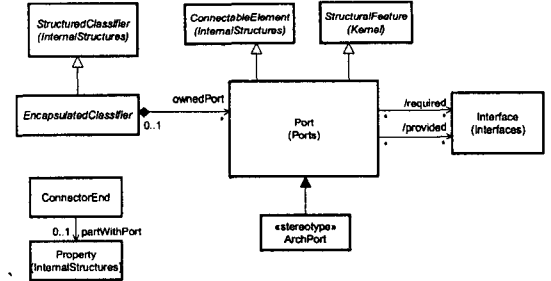 StructuredClassifier
(InternalStructures)
ConnectableElement
(InternalStructures)
StructuralFeature
(Kernel)
EncapsulatedClassifier
0..1
ownedPort
*
Port
(Ports)
/required
*
*
/provided
*
*
Interface
(Interfaces)
ConnectorEnd
0..1
partWithPort
Property
(InternalStructures)
«stereotype»
ArchPort